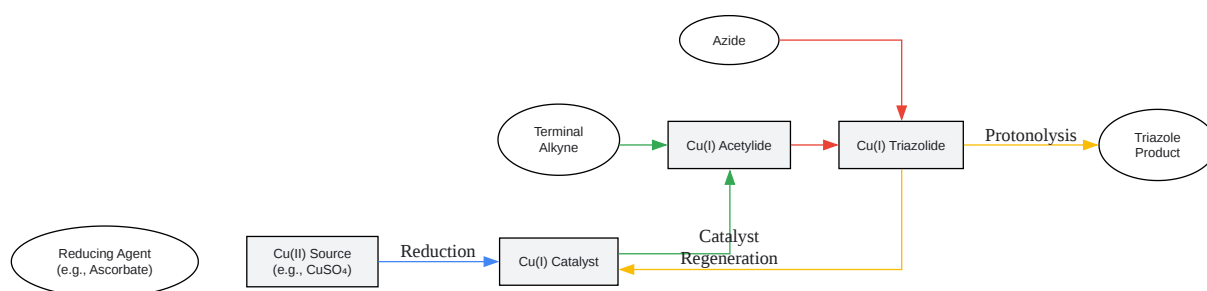 Azide
Terminal
Alkyne
Cu(I) Acetylide
Cu(I) Triazolide
Protonolysis
Triazole
Product
Reducing Agent
(e.g., Ascorbate)
Cu(II) Source
(e.g., CuSO₄)
Reduction
Cu(I) Catalyst
Catalyst
Regeneration